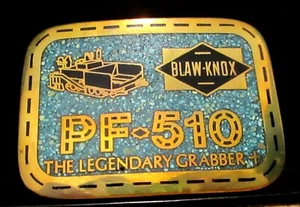 BLAW-KNOX
PF-510
THE LEGENDARY GRABBER +